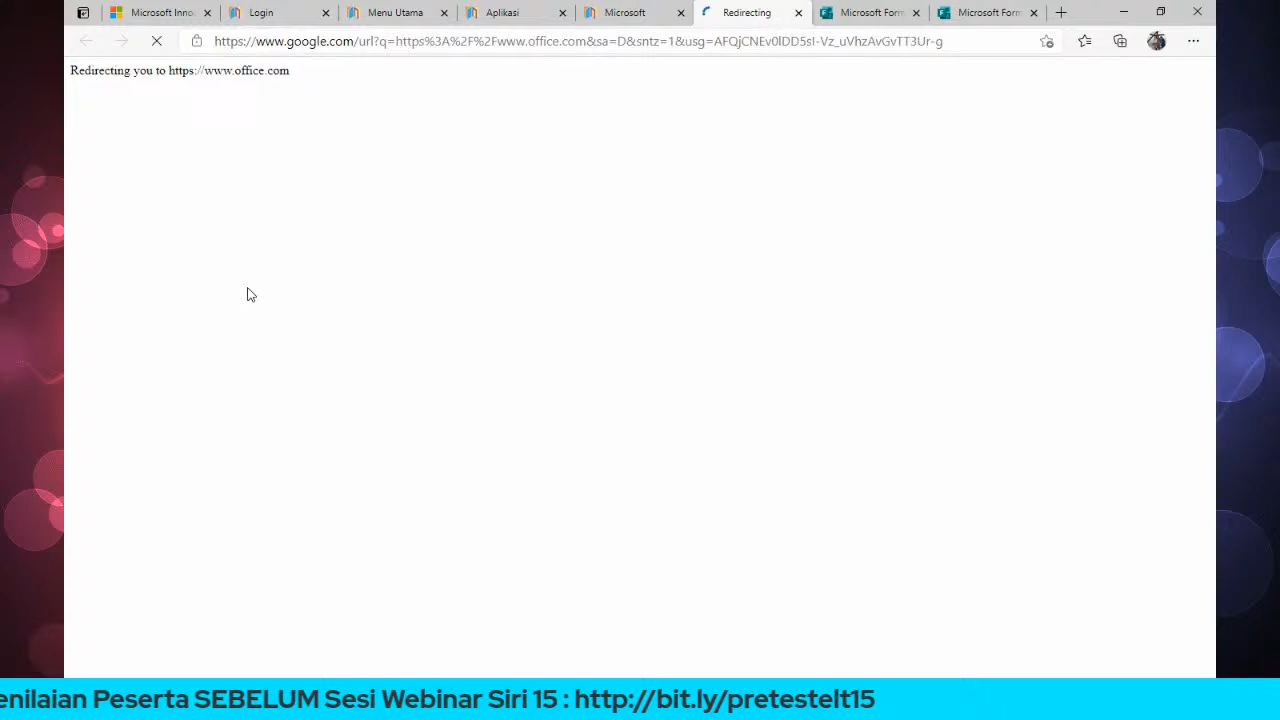 Microsoft Inno
Login
Menu Utama
Aplikasi
Microsoft
Redirecting
Microsoft Form
Microsoft Form
https://www.google.com/url?q=https%3A%2F%2Fwww.office.com&sa=D&sntz=1&usg=AFQjCNEv0lDD5sI-Vz_uVhzAvGvTT3Ur-g
Redirecting you to https://www.office.com
enilaian Peserta SEBELUM Sesi Webinar Siri 15 : http://bit.ly/pretestelt15